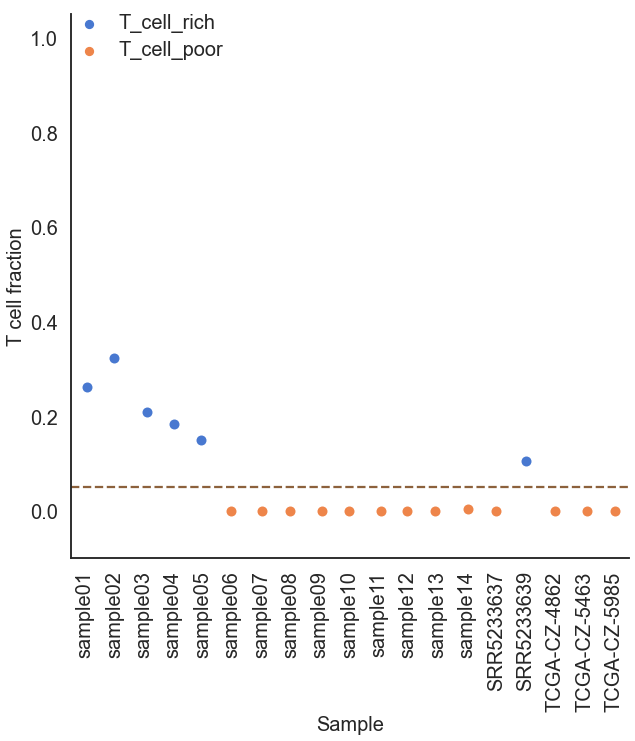 T_cell_rich
T_cell_poor
1.0
0.8
0.6
0.4
0.2
0.0
T cell fraction
sample01
sample02
sample03
sample04
sample05
sample06
sample07
sample08
sample09
sample10
sample11
sample12
sample13
sample14
SRR5233637
SRR5233639
TCGA-CZ-4862
TCGA-CZ-5463
TCGA-CZ-5985
Sample